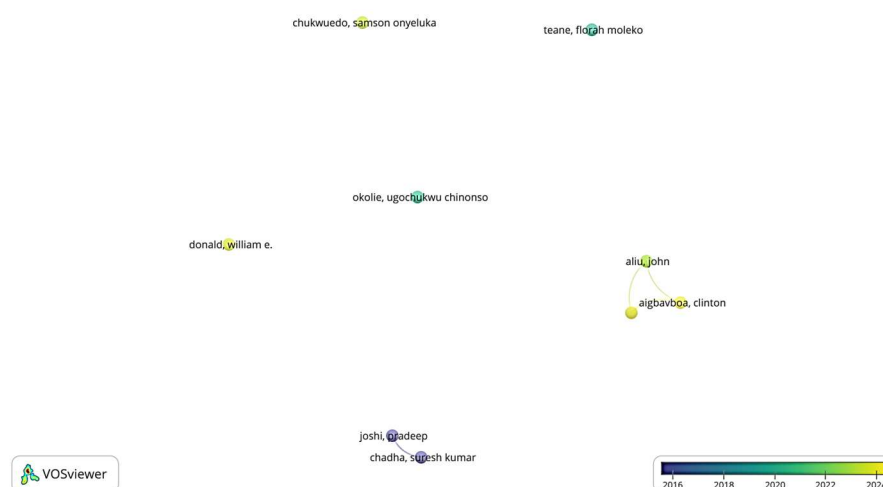 chukwuedo, samson onyeluka
teane, florah moleko
okolie, ugochukwu chinonso
donald, william e.
aliu, john
aigbavboa, clinton
joshi, pradeep
chadha, suresh kumar
VOSviewer
2016 2018 2020 2022 2024